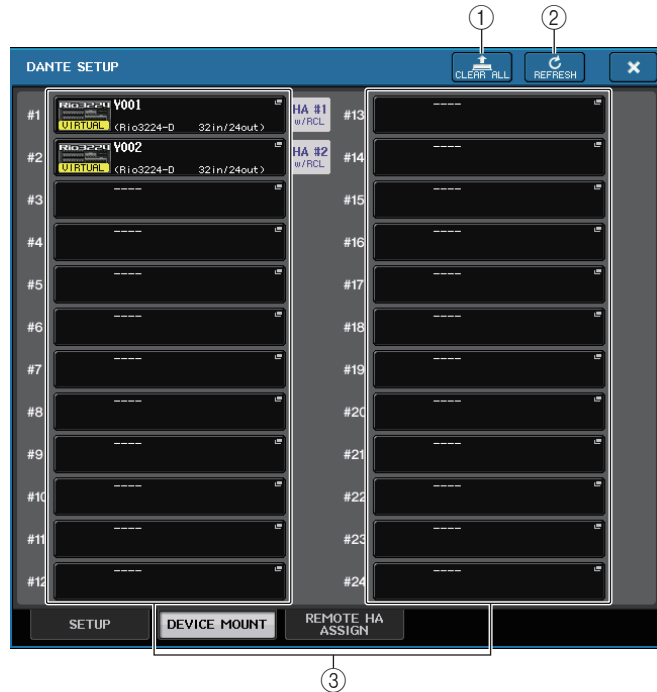 ① ②
DANTE SETUP CLEAR ALL REFRESH
#1 Rio3224 Y001 VIRTUAL (Rio3224-D 32in/24out) HA #1 w/RCL #13 ----
#2 Rio3224 Y002 VIRTUAL (Rio3224-D 32in/24out) HA #2 w/RCL #14 ----
#3 ---- #15 ----
#4 ---- #16 ----
#5 ---- #17 ----
#6 ---- #18 ----
#7 ---- #19 ----
#8 ---- #20 ----
#9 ---- #21 ----
#10 ---- #22 ----
#11 ---- #23 ----
#12 ---- #24 ----
SETUP DEVICE MOUNT REMOTE HA ASSIGN
③